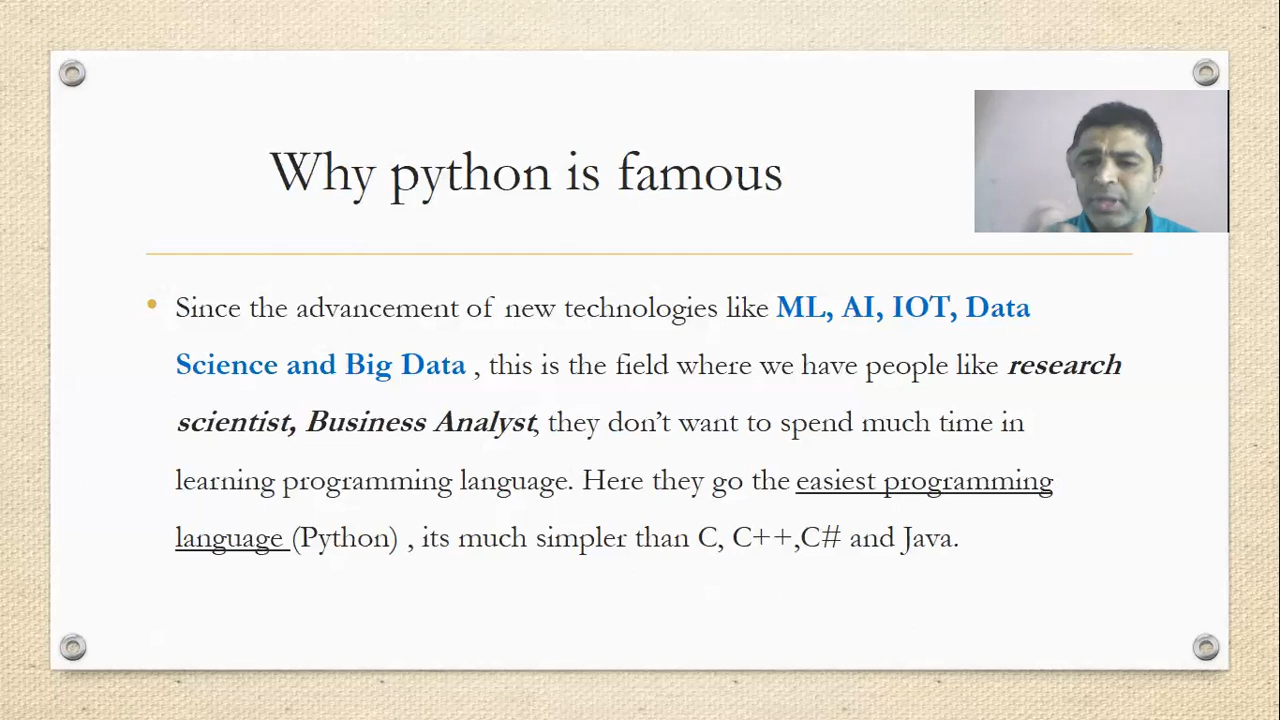 Why python is famous
• Since the advancement of new technologies like ML, AI, IOT, Data
Science and Big Data , this is the field where we have people like research
scientist, Business Analyst, they don’t want to spend much time in
learning programming language. Here they go the easiest programming
language (Python) , its much simpler than C, C++,C# and Java.